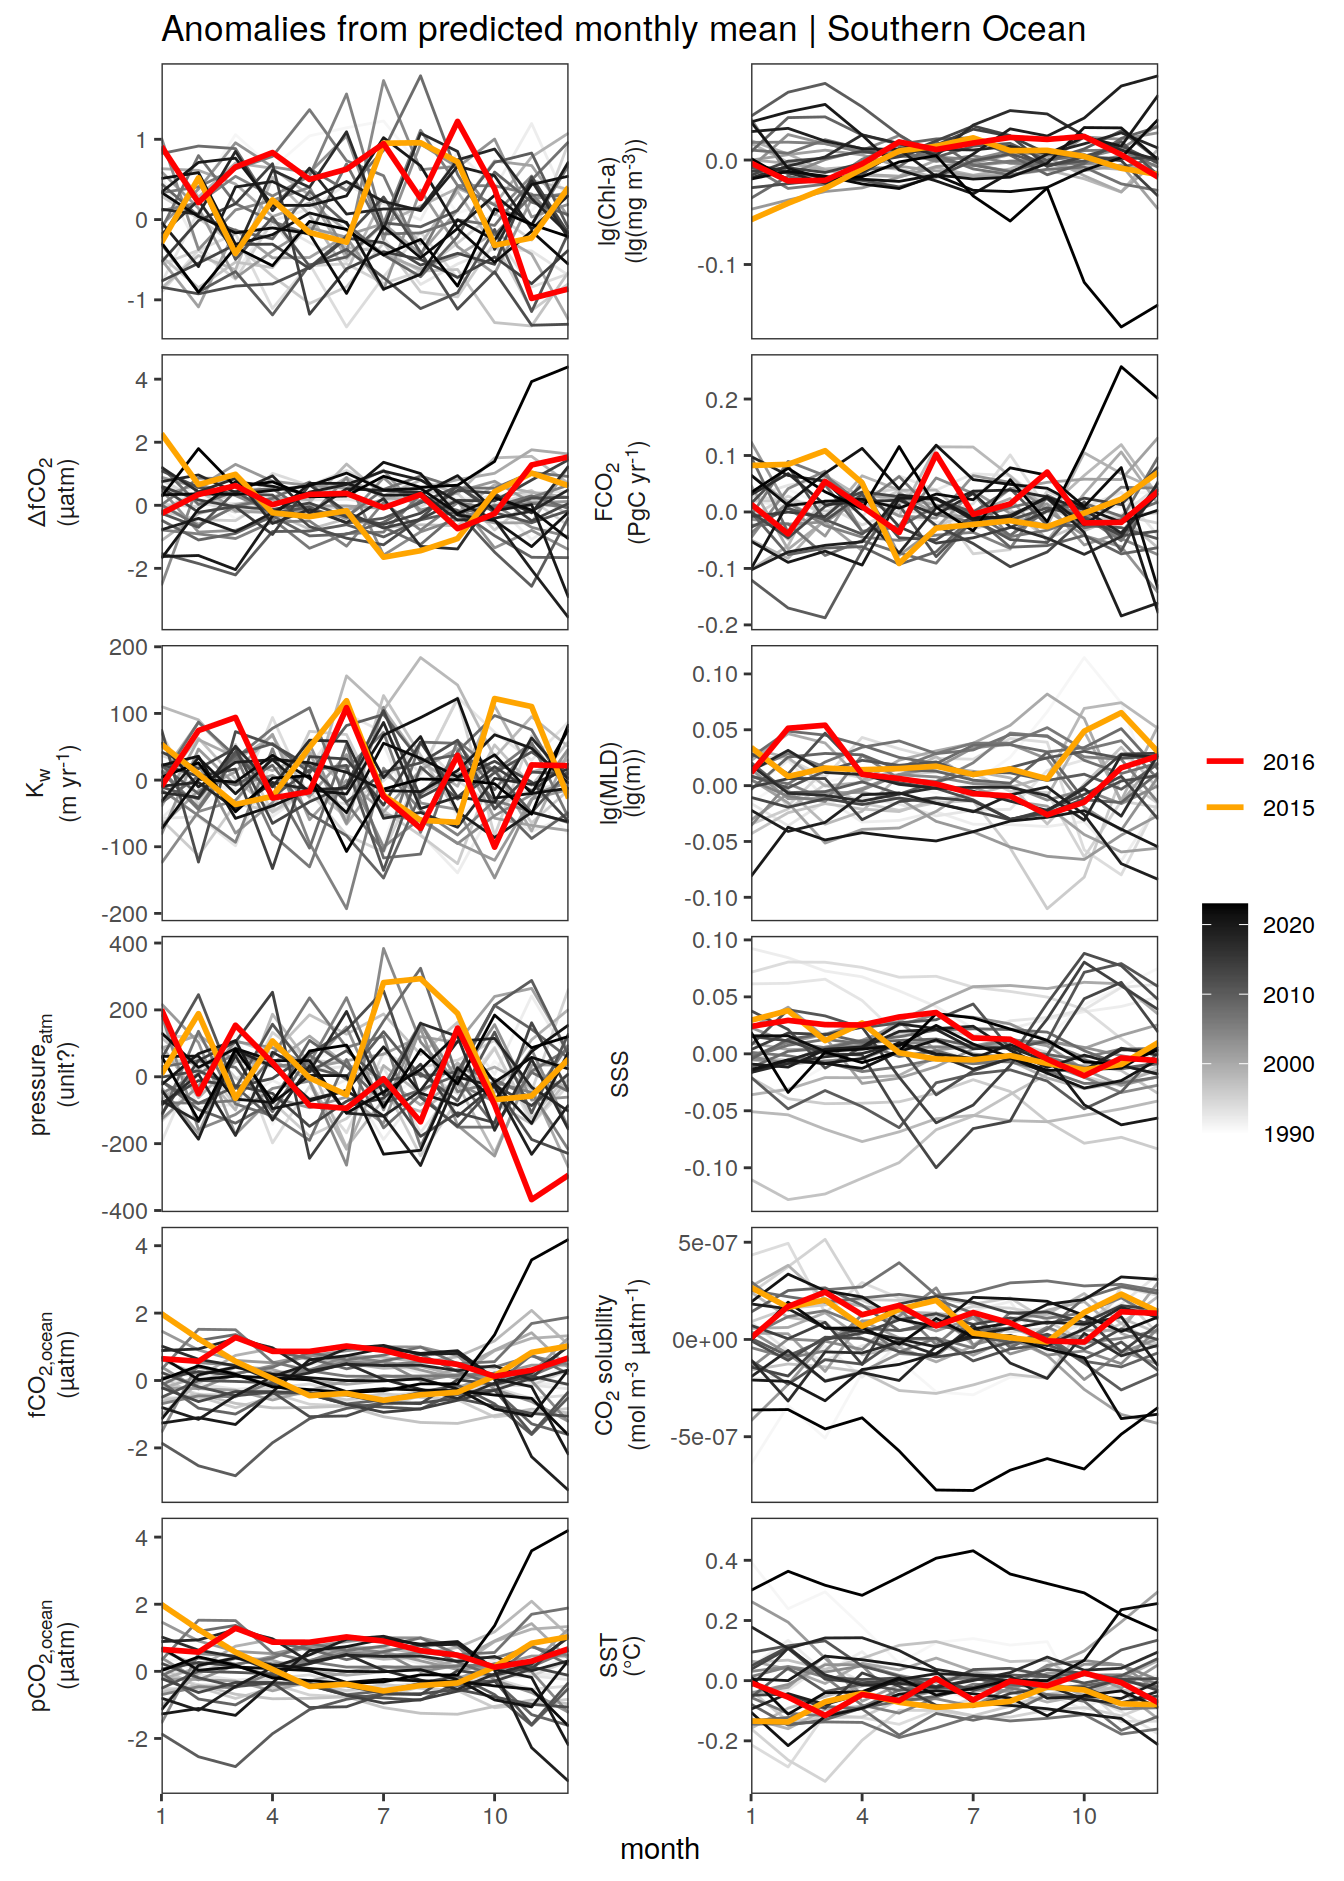 Anomalies from predicted monthly mean | Southern Ocean
1
0
-1
lg(Chl-a)
(lg(mg m-3))
0.0
-0.1
ΔfCO2
(µatm)
4
2
0
-2
FCO2
(PgC yr-1)
0.2
0.1
0.0
-0.1
-0.2
Kw
(m yr-1)
200
100
0
-100
-200
lg(MLD)
(lg(m))
0.10
0.05
0.00
-0.05
-0.10
pressureatm
(unit?)
400
200
0
-200
-400
SSS
0.10
0.05
0.00
-0.05
-0.10
fCO2,ocean
(µatm)
4
2
0
-2
CO2 solubility
(mol m-3 µatm-1)
5e-07
0e+00
-5e-07
pCO2,ocean
(µatm)
4
2
0
-2
SST
(°C)
0.4
0.2
0.0
-0.2
1 4 7 10
1 4 7 10
month
2016
2015
2020
2010
2000
1990